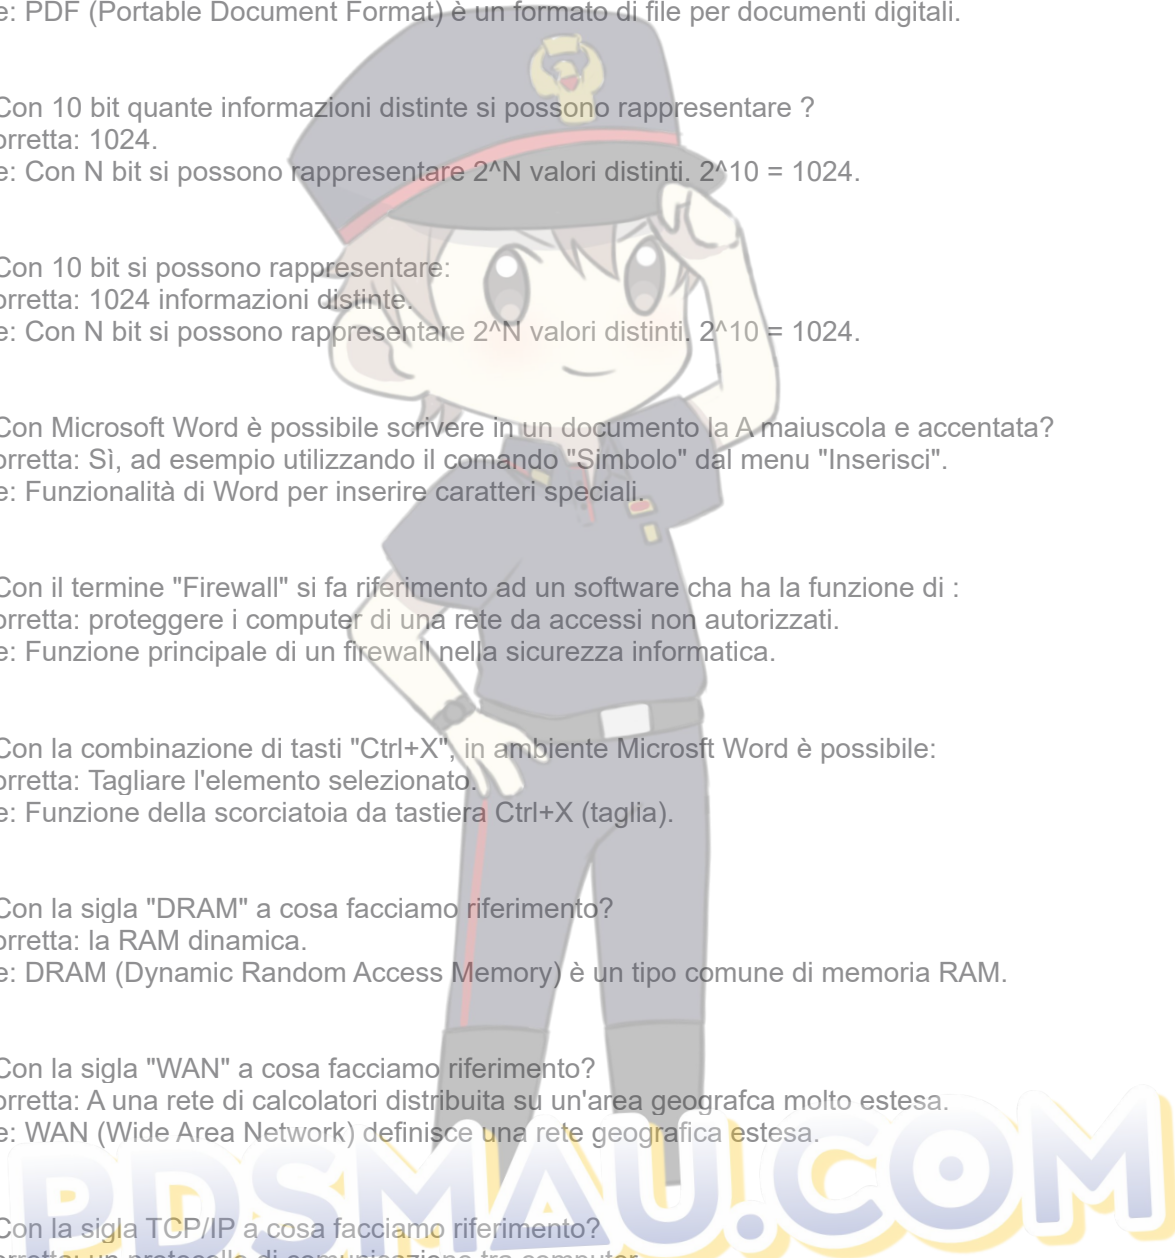 e: PDF (Portable Document Format) è un formato di file per documenti digitali.
Con 10 bit quante informazioni distinte si possono rappresentare ?
orretta: 1024.
e: Con N bit si possono rappresentare 2^N valori distinti. 2^10 = 1024.
Con 10 bit si possono rappresentare:
orretta: 1024 informazioni distinte.
e: Con N bit si possono rappresentare 2^N valori distinti. 2^10 = 1024.
Con Microsoft Word è possibile scrivere in un documento la A maiuscola e accentata?
orretta: Sì, ad esempio utilizzando il comando "Simbolo" dal menu "Inserisci".
e: Funzionalità di Word per inserire caratteri speciali.
Con il termine "Firewall" si fa riferimento ad un software cha ha la funzione di :
orretta: proteggere i computer di una rete da accessi non autorizzati.
e: Funzione principale di un firewall nella sicurezza informatica.
Con la combinazione di tasti "Ctrl+X", in ambiente Microsft Word è possibile:
orretta: Tagliare l'elemento selezionato.
e: Funzione della scorciatoia da tastiera Ctrl+X (taglia).
Con la sigla "DRAM" a cosa facciamo riferimento?
orretta: la RAM dinamica.
e: DRAM (Dynamic Random Access Memory) è un tipo comune di memoria RAM.
Con la sigla "WAN" a cosa facciamo riferimento?
orretta: A una rete di calcolatori distribuita su un'area geografca molto estesa.
e: WAN (Wide Area Network) definisce una rete geografica estesa.
PDSMAU.COM
Con la sigla TCP/IP a cosa facciamo riferimento?
orretta: un protocollo di comunicazione tra computer.